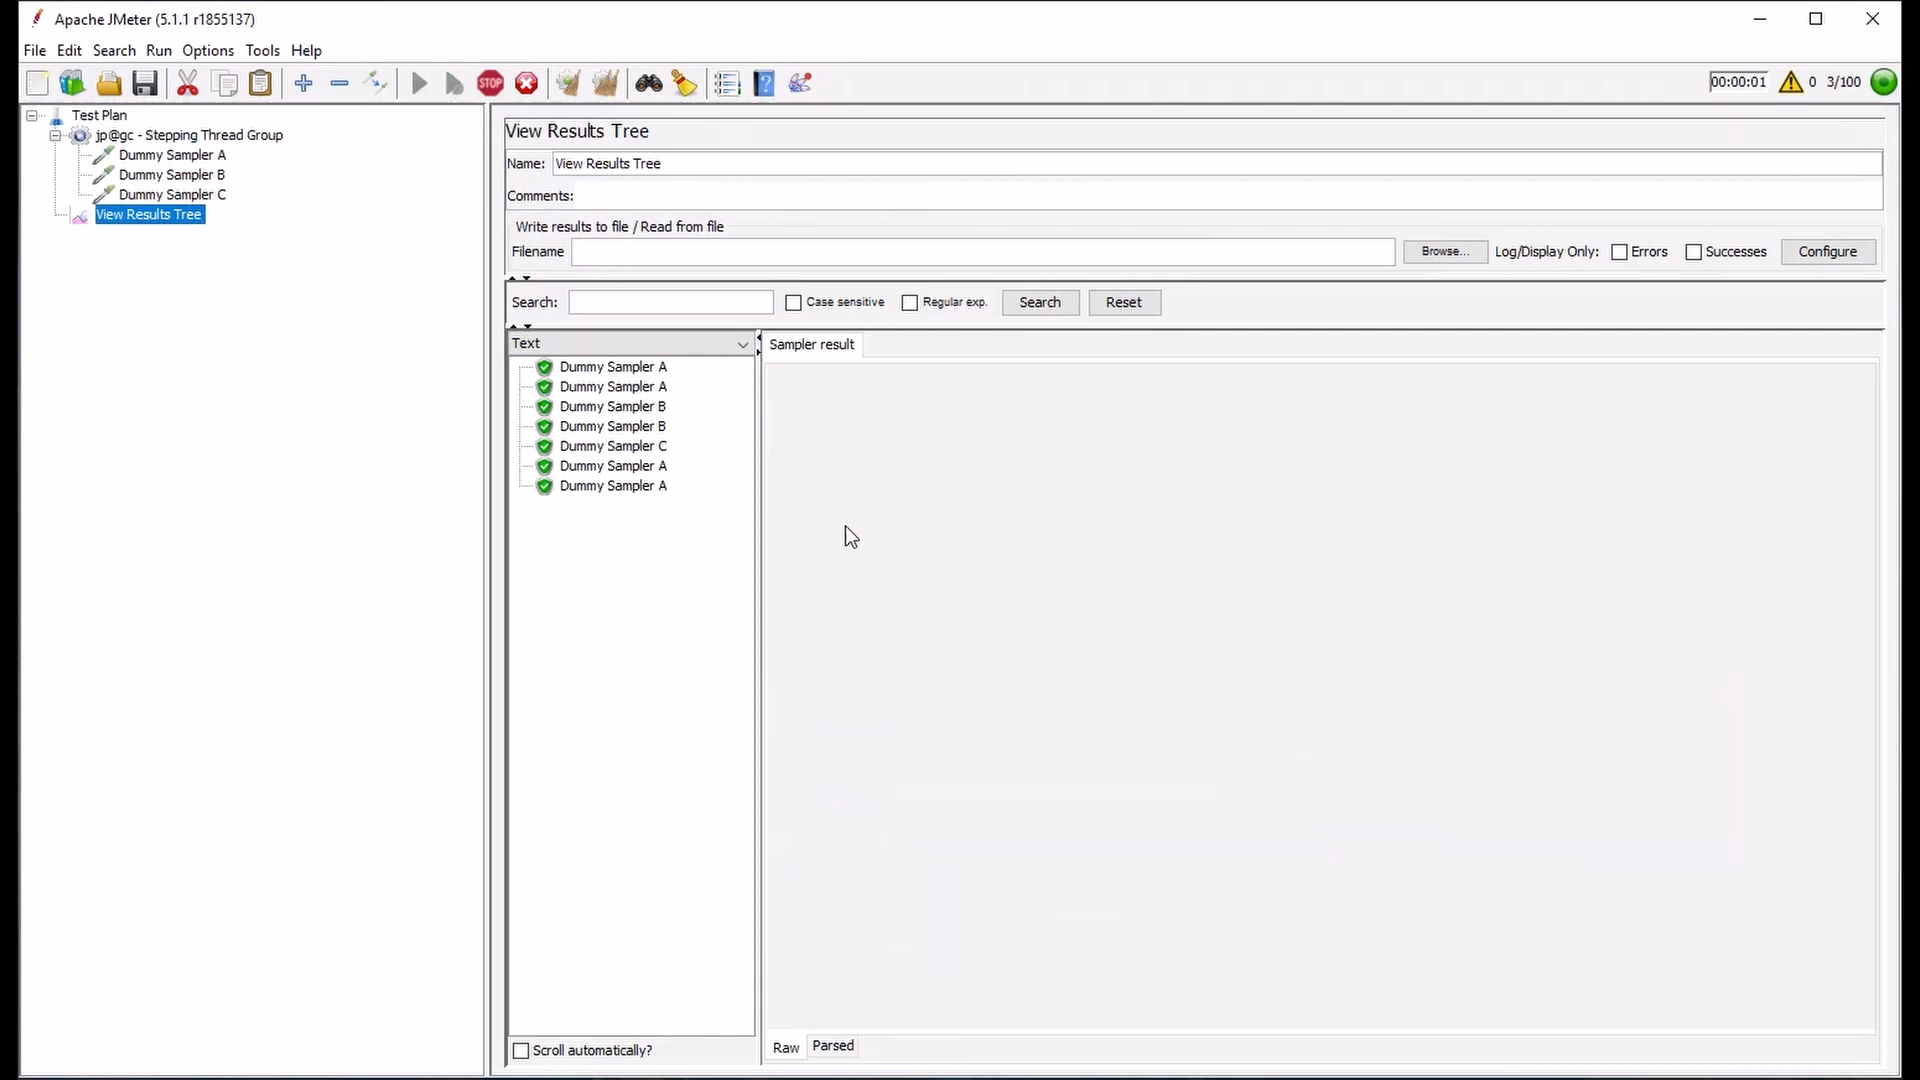 Apache JMeter (5.1.1 r1855137)
File Edit Search Run Options Tools Help
STOP
00:00:01 0 3/100
Test Plan
jp@gc - Stepping Thread Group
Dummy Sampler A
Dummy Sampler B
Dummy Sampler C
View Results Tree
View Results Tree
Name: View Results Tree
Comments:
Write results to file / Read from file
Filename Browse... Log/Display Only: Errors Successes Configure
Search: Case sensitive Regular exp. Search Reset
Text
Dummy Sampler A
Dummy Sampler A
Dummy Sampler B
Dummy Sampler B
Dummy Sampler C
Dummy Sampler A
Dummy Sampler A
Scroll automatically?
Sampler result
Raw Parsed